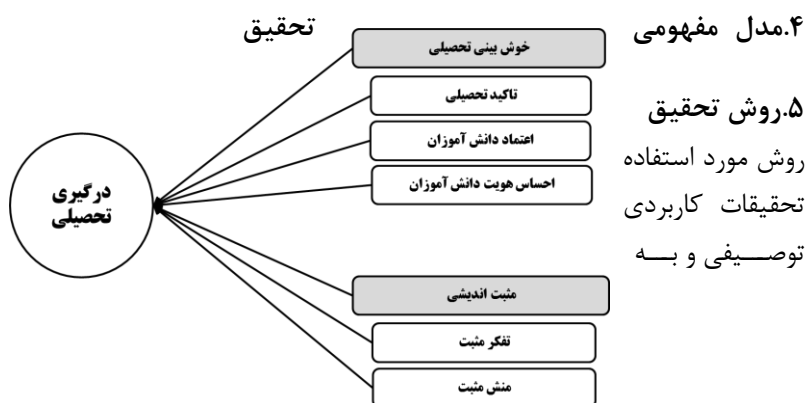 ۴.مدل مفهومی تحقیق
۵.روش تحقیق
روش مورد استفاده
تحقیقات کاربردی
توصـــیفی و بـــه
خوش بینی تحصیلی
تاکید تحصیلی
اعتماد دانش آموزان
احساس هویت دانش آموزان
درگیری
تحصیلی
مثبت اندیشی
تفکر مثبت
منش مثبت